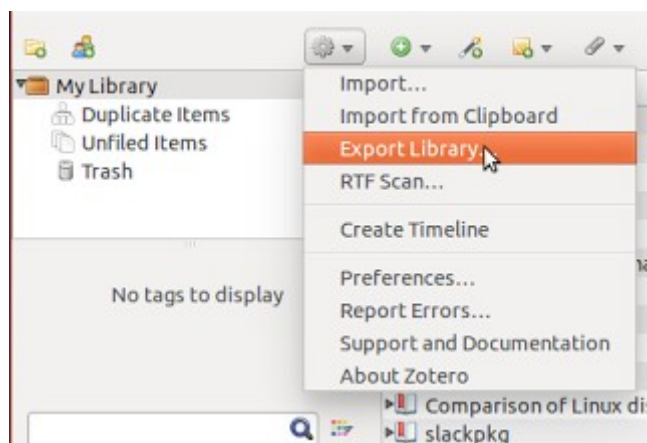 My Library
Duplicate Items
Unfiled Items
Trash
No tags to display
Import...
Import from Clipboard
Export Library...
RTF Scan...
Create Timeline
Preferences...
Report Errors...
Support and Documentation
About Zotero
Comparison of Linux dis
slackpkg